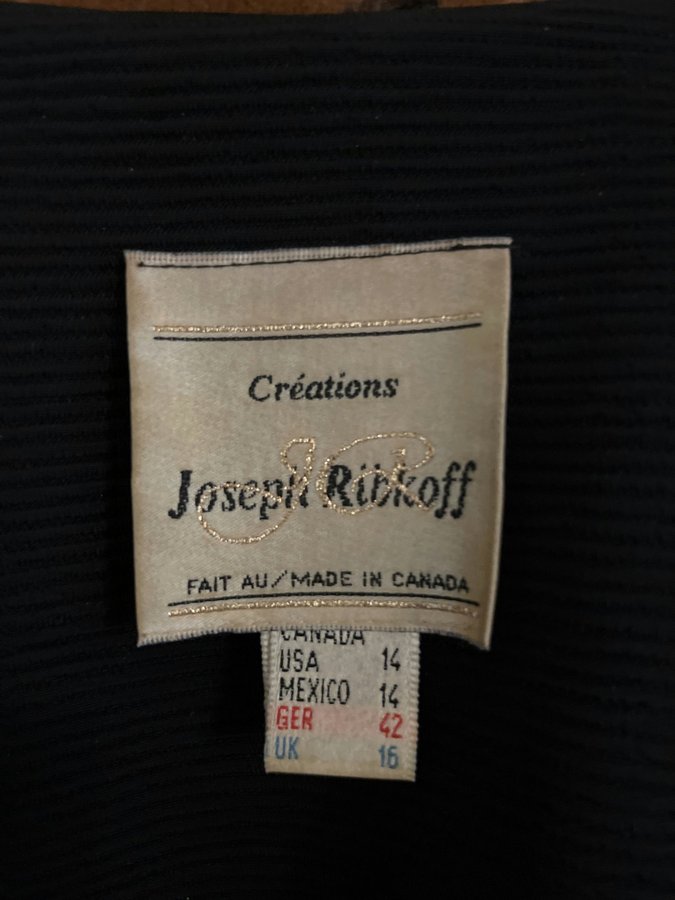 Créations
Joseph Ribkoff
FAIT AU/MADE IN CANADA
CANADA
USA 14
MEXICO 14
GER 42
UK 16